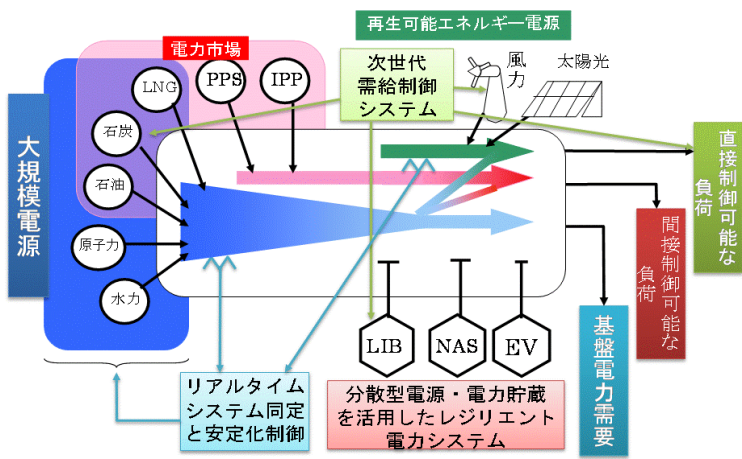 再生可能エネルギー電源
電力市場
次世代
需給制御
システム
風
力
太陽光
LNG
PPS
IPP
石炭
石油
原子力
水力
大規模電源
直接制御可能な
負荷
間接制御可能な
負荷
基盤電力需要
LIB
NAS
EV
リアルタイム
システム同定
と安定化制御
分散型電源・電力貯蔵
を活用したレジリエント
電力システム